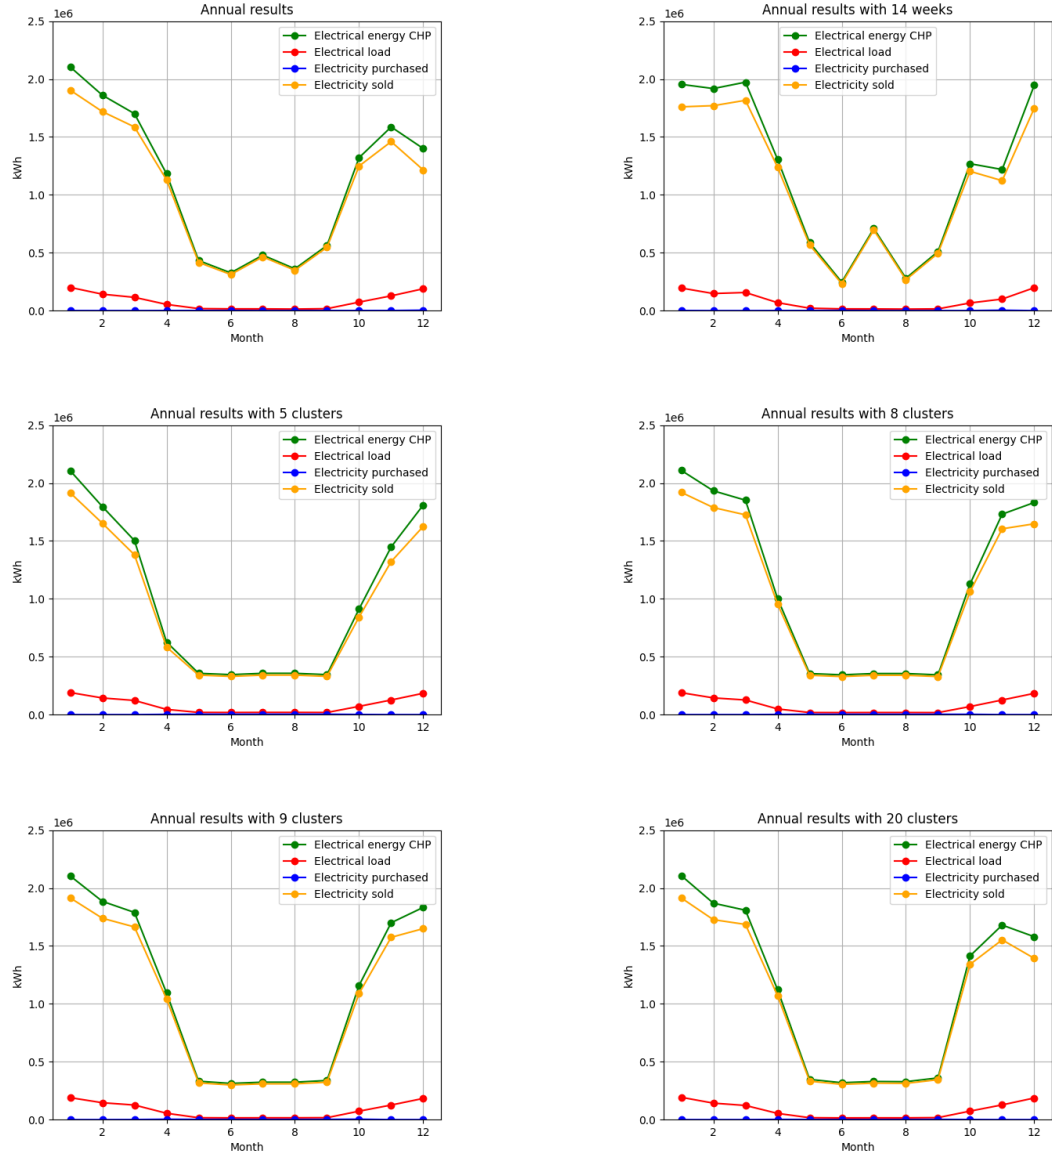 Annual results
1e6
2.5
2.0
1.5
1.0
0.5
0.0
kWh
Electrical energy CHP
Electrical load
Electricity purchased
Electricity sold
2 4 6 8 10 12
Month
Annual results with 14 weeks
1e6
2.5
2.0
1.5
1.0
0.5
0.0
kWh
Electrical energy CHP
Electrical load
Electricity purchased
Electricity sold
2 4 6 8 10 12
Month
Annual results with 5 clusters
1e6
2.5
2.0
1.5
1.0
0.5
0.0
kWh
Electrical energy CHP
Electrical load
Electricity purchased
Electricity sold
2 4 6 8 10 12
Month
Annual results with 8 clusters
1e6
2.5
2.0
1.5
1.0
0.5
0.0
kWh
Electrical energy CHP
Electrical load
Electricity purchased
Electricity sold
2 4 6 8 10 12
Month
Annual results with 9 clusters
1e6
2.5
2.0
1.5
1.0
0.5
0.0
kWh
Electrical energy CHP
Electrical load
Electricity purchased
Electricity sold
2 4 6 8 10 12
Month
Annual results with 20 clusters
1e6
2.5
2.0
1.5
1.0
0.5
0.0
kWh
Electrical energy CHP
Electrical load
Electricity purchased
Electricity sold
2 4 6 8 10 12
Month